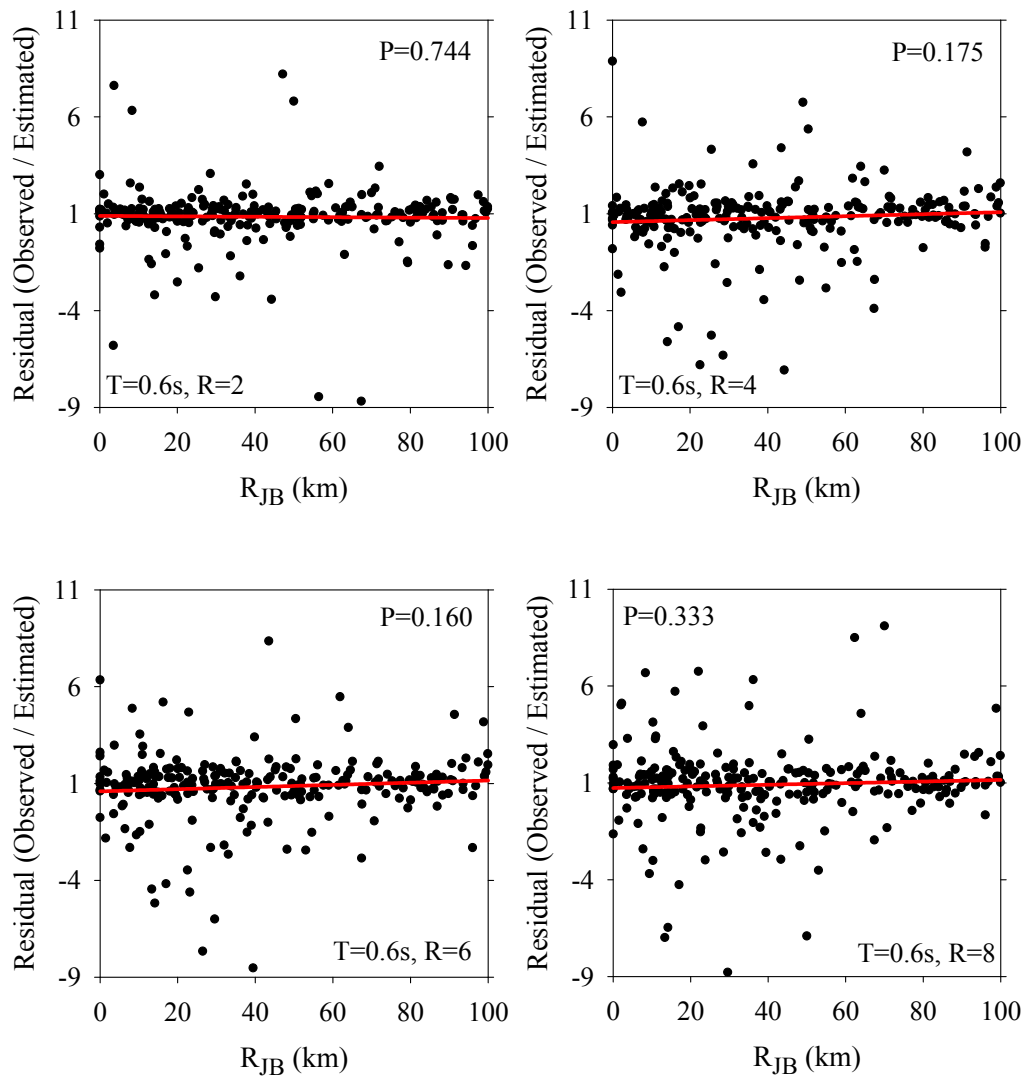 11
6
1
-4
-9
Residual (Observed / Estimated)
P=0.744
T=0.6s, R=2
0 20 40 60 80 100
R_JB (km)
11
6
1
-4
-9
Residual (Observed / Estimated)
P=0.175
T=0.6s, R=4
0 20 40 60 80 100
R_JB (km)
11
6
1
-4
-9
Residual (Observed / Estimated)
P=0.160
T=0.6s, R=6
0 20 40 60 80 100
R_JB (km)
11
6
1
-4
-9
Residual (Observed / Estimated)
P=0.333
T=0.6s, R=8
0 20 40 60 80 100
R_JB (km)